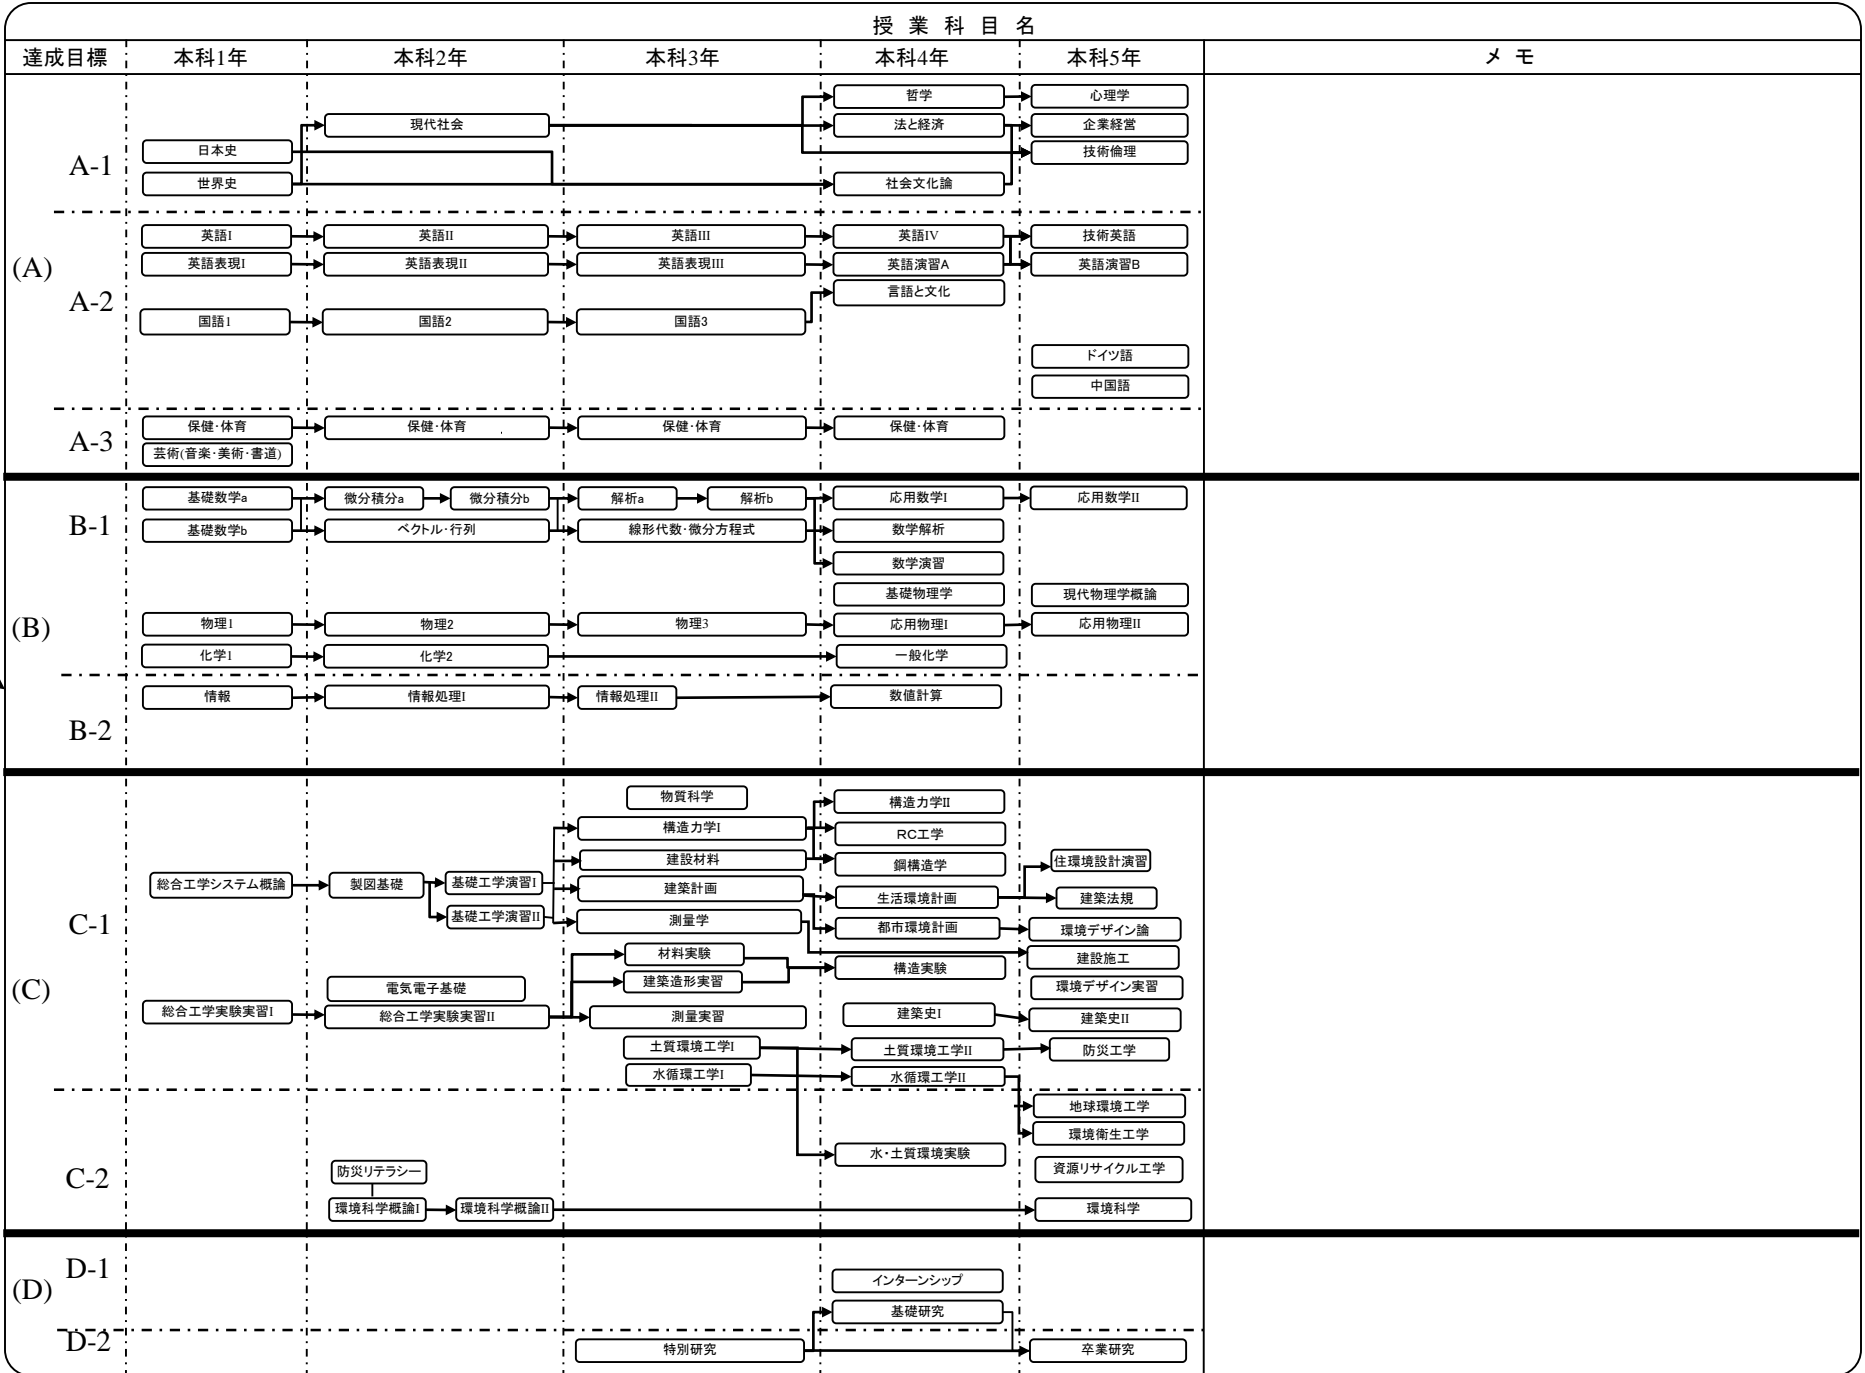 授 業 科 目 名
達成目標 本科1年 本科2年 本科3年 本科4年 本科5年 メ モ
(A)
A-1
哲学 心理学
現代社会 法と経済 企業経営
日本史 技術倫理
世界史 社会文化論
A-2
英語I 英語II 英語III 英語IV 技術英語
英語表現I 英語表現II 英語表現III 英語演習A 英語演習B
言語と文化
国語1 国語2 国語3
ドイツ語
中国語
A-3
保健・体育 保健・体育 保健・体育 保健・体育
芸術(音楽・美術・書道)
(B)
B-1
基礎数学a 微分積分a 微分積分b 解析a 解析b 応用数学I 応用数学II
基礎数学b ベクトル・行列 線形代数・微分方程式 数学解析
数学演習
基礎物理学 現代物理学概論
物理1 物理2 物理3 応用物理I 応用物理II
化学1 化学2 一般化学
B-2
情報 情報処理I 情報処理II 数値計算
(C)
C-1
物質科学 構造力学II
構造力学I RC工学
建設材料 鋼構造学 住環境設計演習
総合工学システム概論 製図基礎 基礎工学演習I 建築計画 生活環境計画 建築法規
基礎工学演習II 測量学 都市環境計画 環境デザイン論
材料実験 構造実験 建設施工
電気電子基礎 建築造形実習 環境デザイン実習
総合工学実験実習I 総合工学実験実習II 測量実習 建築史I 建築史II
土質環境工学I 土質環境工学II 防災工学
水循環工学I 水循環工学II
C-2
地球環境工学
環境衛生工学
水・土質環境実験
防災リテラシー 資源リサイクル工学
環境科学概論I 環境科学概論II 環境科学
(D)
D-1
インターンシップ
基礎研究
D-2
特別研究 卒業研究